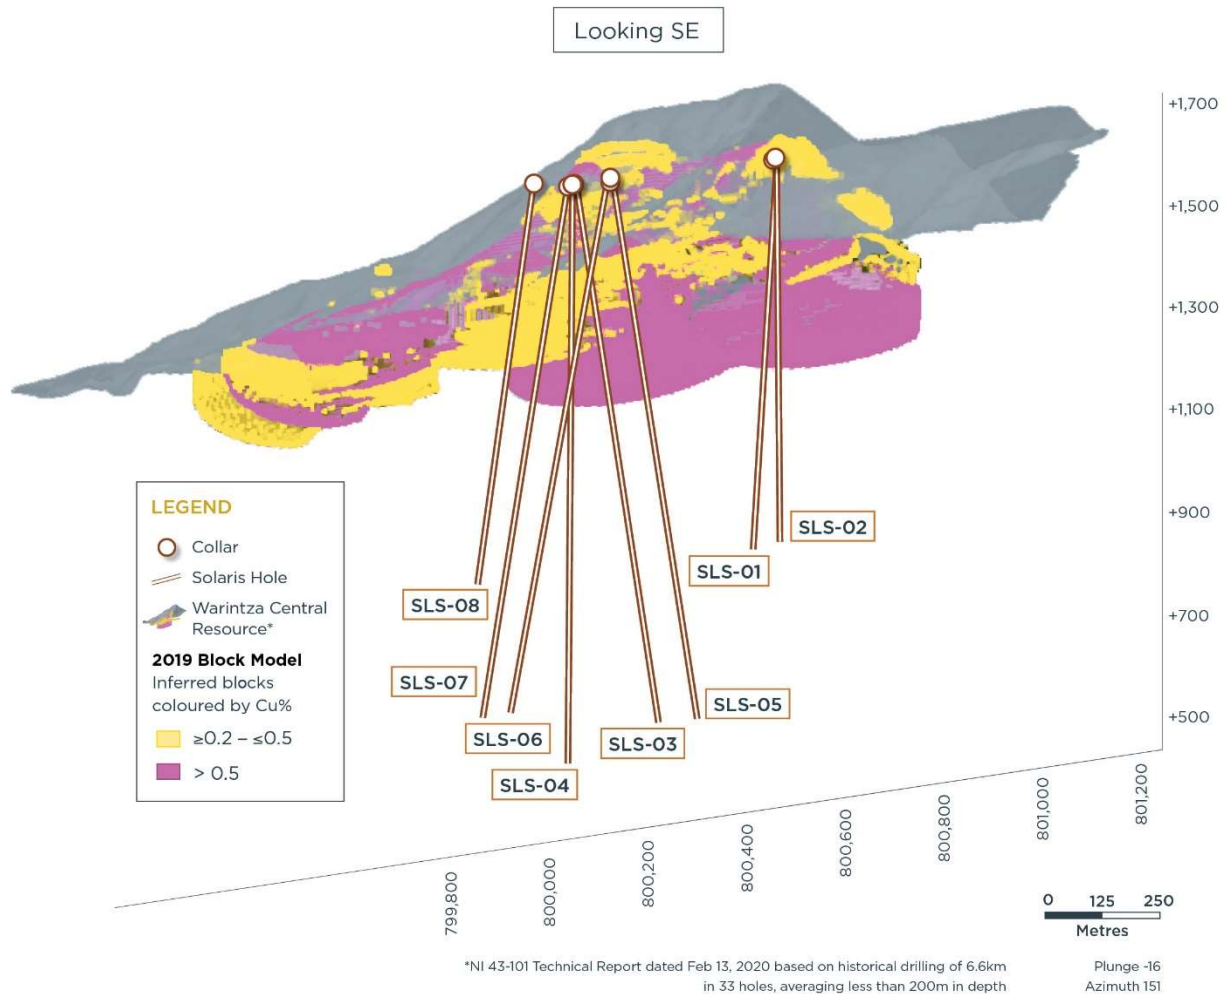 Looking SE
+1,700
+1,500
+1,300
+1,100
+900
+700
+500
SLS-02
SLS-01
SLS-08
SLS-07
SLS-05
SLS-06
SLS-03
SLS-04
LEGEND
Collar
Solaris Hole
Warintza Central
Resource*
2019 Block Model
Inferred blocks
coloured by Cu%
≥0.2 – ≤0.5
> 0.5
799,800
800,000
800,200
800,400
800,600
800,800
801,000
801,200
0 125 250
Metres
*NI 43-101 Technical Report dated Feb 13, 2020 based on historical drilling of 6.6km
in 33 holes, averaging less than 200m in depth
Plunge -16
Azimuth 151